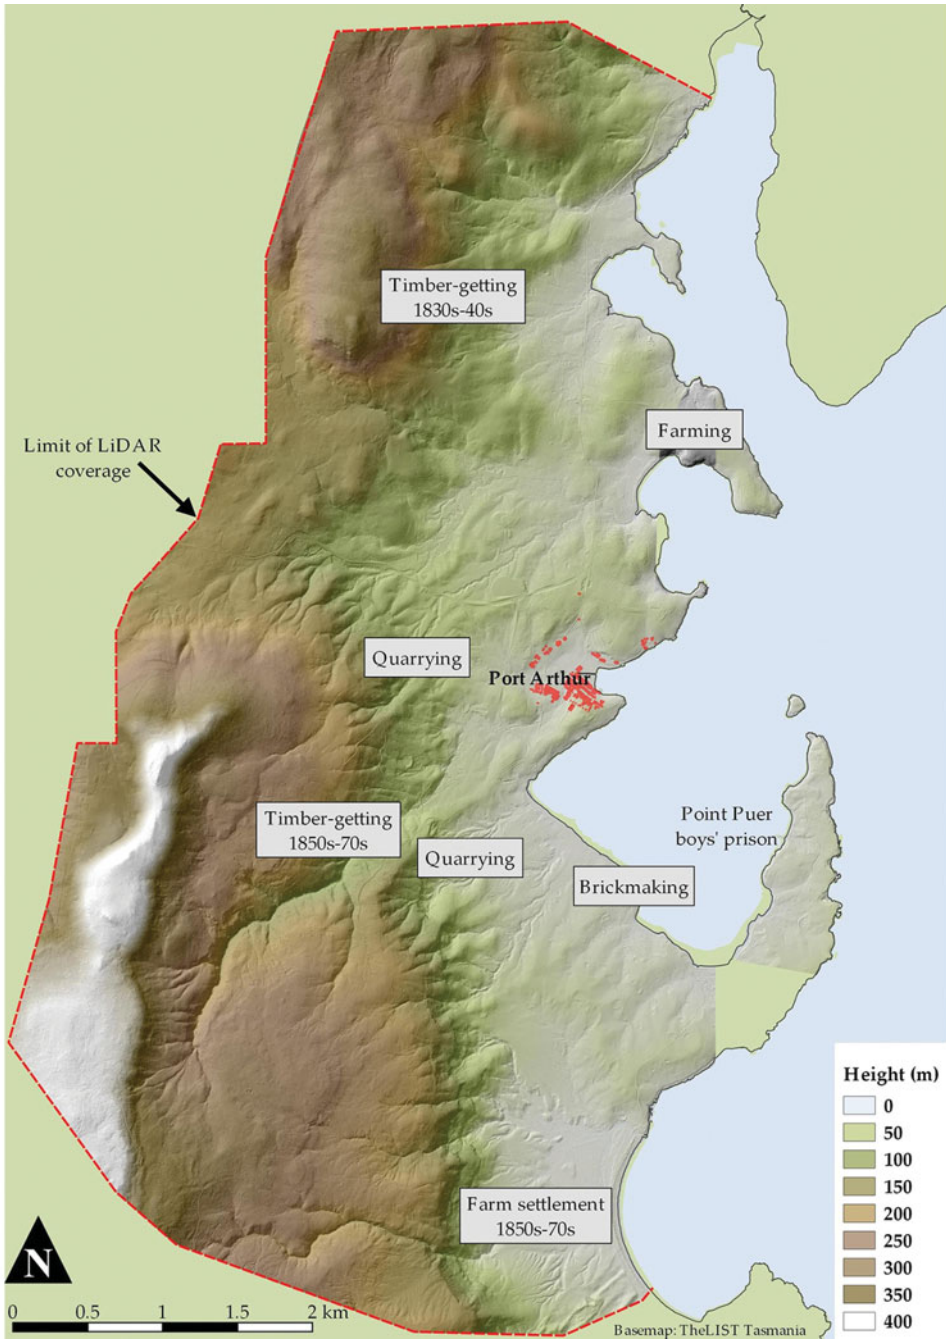 Timber-getting
1830s-40s
Farming
Limit of LiDAR
coverage
Quarrying
Port Arthur
Timber-getting
1850s-70s
Point Puer
boys' prison
Quarrying
Brickmaking
Farm settlement
1850s-70s
Height (m)
0
50
100
150
200
250
300
350
400
N
0 0.5 1 1.5 2 km
Basemap: TheLIST Tasmania